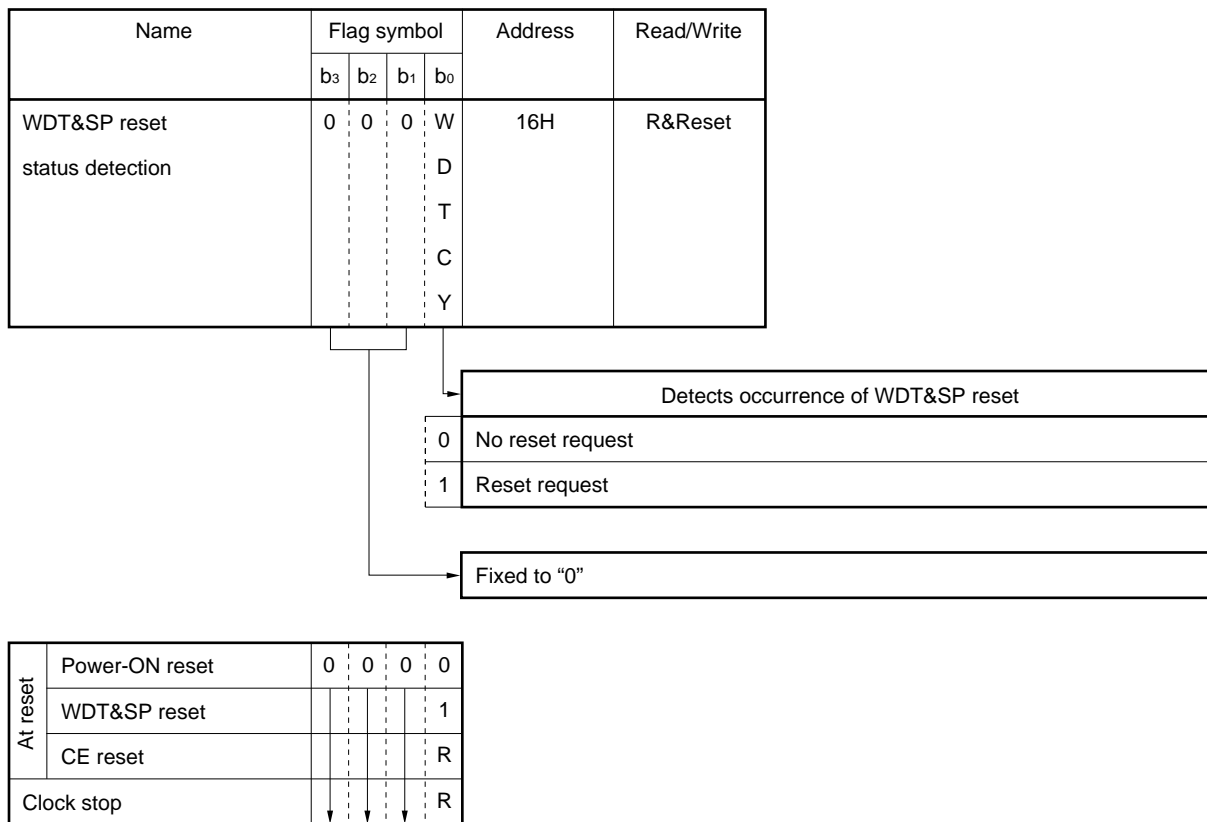 Name Flag symbol Address Read/Write
b3 b2 b1 b0
WDT&SP reset 0 0 0 W 16H R&Reset
status detection D
T
C
Y
Detects occurrence of WDT&SP reset
0 No reset request
1 Reset request
Fixed to “0”
At reset
Power-ON reset 0 0 0 0
WDT&SP reset 1
CE reset R
Clock stop R